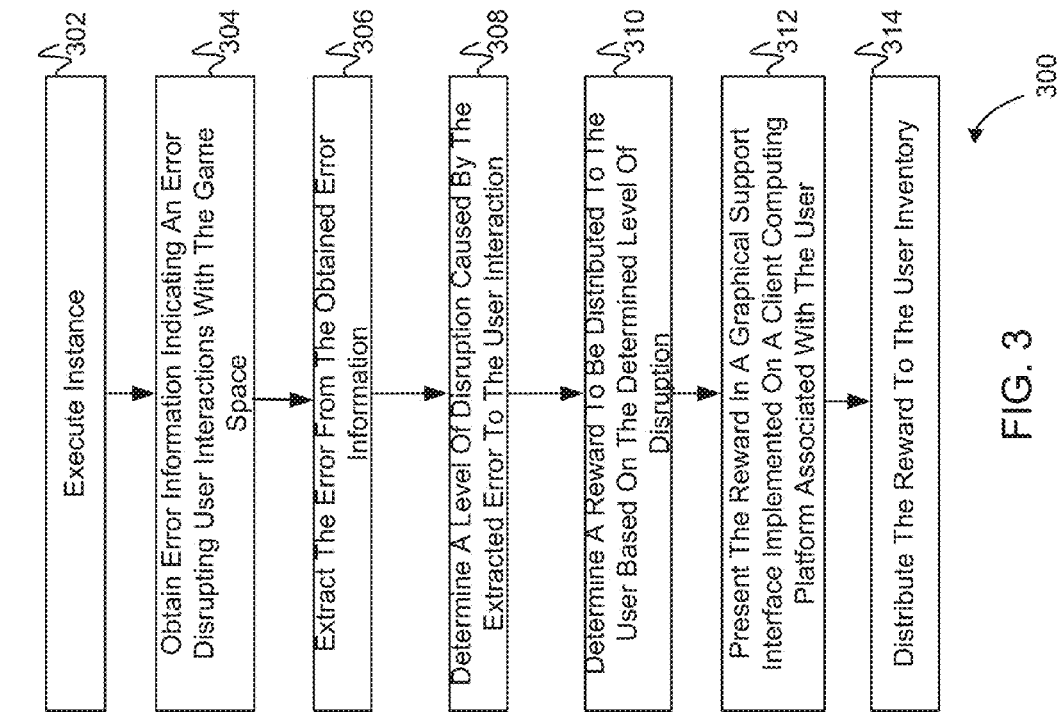 Execute Instance
302
Obtain Error Information Indicating An Error
Disrupting User Interactions With The Game
Space
304
Extract The Error From The Obtained Error
Information
306
Determine A Level Of Disruption Caused By The
Extracted Error To The User Interaction
308
Determine A Reward To be Distributed To The
User Based On The Determined Level Of
Disruption
310
Present The Reward In A Graphical Support
Interface Implemented On A Client Computing
Platform Associated With The User
312
Distribute The Reward To The User Inventory
314
300
FIG. 3